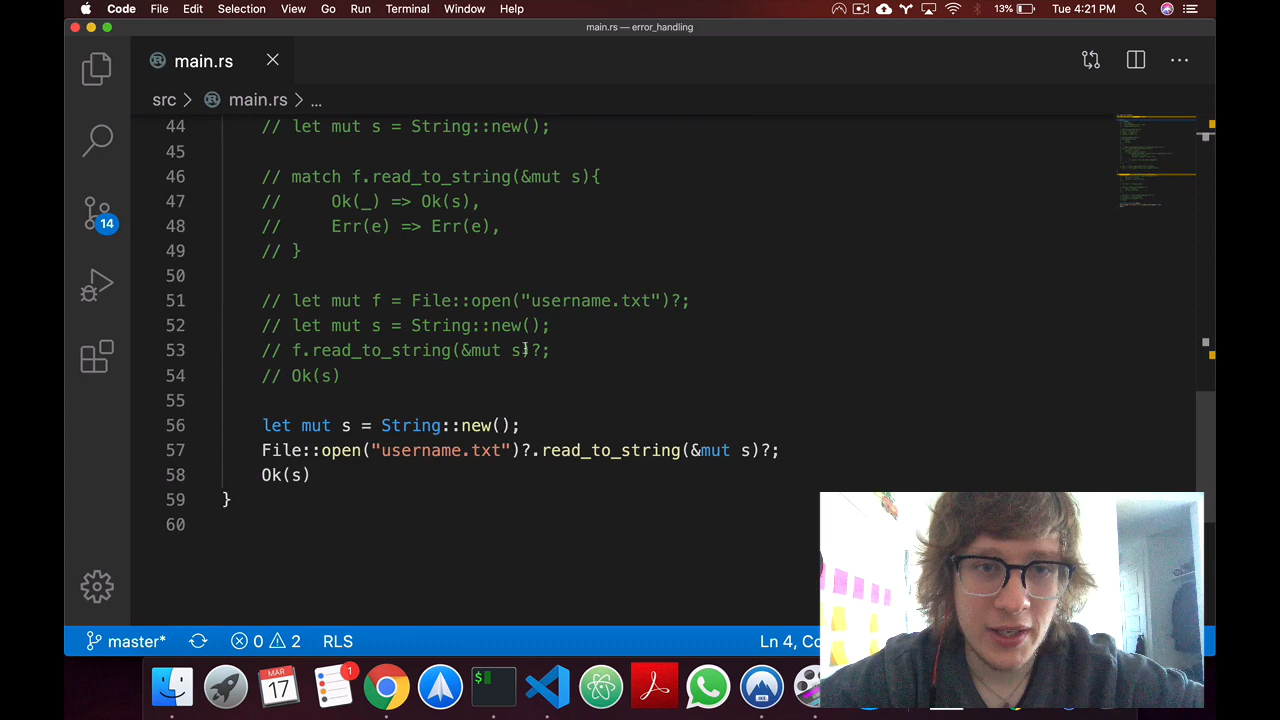 Code File Edit Selection View Go Run Terminal Window Help 13% Tue 4:21 PM
main.rs — error_handling
main.rs
src > main.rs > ...
44 // let mut s = String::new();
45
46 // match f.read_to_string(&mut s){
47 //     Ok(_) => Ok(s),
48 //     Err(e) => Err(e),
49 // }
50
51 // let mut f = File::open("username.txt")?;
52 // let mut s = String::new();
53 // f.read_to_string(&mut s)?;
54 // Ok(s)
55
56 let mut s = String::new();
57 File::open("username.txt")?.read_to_string(&mut s)?;
58 Ok(s)
59 }
60
14
master* 0 2 RLS Ln 4, Co
MAR
17
1
$